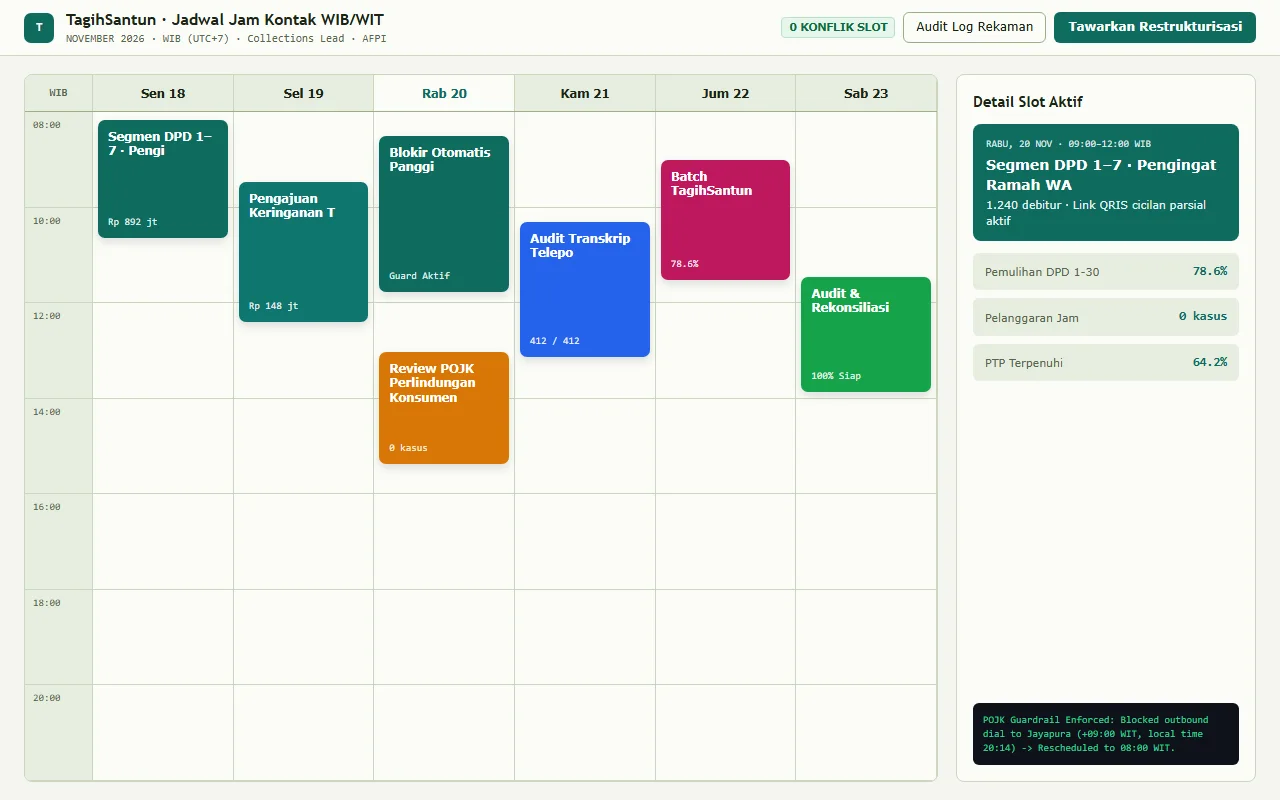 T
TagihSantun · Jadwal Jam Kontak WIB/WIT
NOVEMBER 2026 · WIB (UTC+7) · Collections Lead · AFPI
0 KONFLIK SLOT
Audit Log Rekaman
Tawarkan Restrukturisasi
WIB
Sen 18
Sel 19
Rab 20
Kam 21
Jum 22
Sab 23
08:00
10:00
12:00
14:00
16:00
18:00
20:00
Segmen DPD 1–
7 · Pengi
Rp 892 jt
Pengajuan
Keringanan T
Rp 148 jt
Blokir Otomatis
Panggi
Guard Aktif
Review POJK
Perlindungan
Konsumen
0 kasus
Audit Transkrip
Telepo
412 / 412
Batch
TagihSantun
78.6%
Audit &
Rekonsiliasi
100% Siap
Detail Slot Aktif
RABU, 20 NOV · 09:00–12:00 WIB
Segmen DPD 1–7 · Pengingat
Ramah WA
1.240 debitur · Link QRIS cicilan parsial
aktif
Pemulihan DPD 1-30
78.6%
Pelanggaran Jam
0 kasus
PTP Terpenuhi
64.2%
POJK Guardrail Enforced: Blocked outbound
dial to Jayapura (+09:00 WIT, local time
20:14) -> Rescheduled to 08:00 WIT.